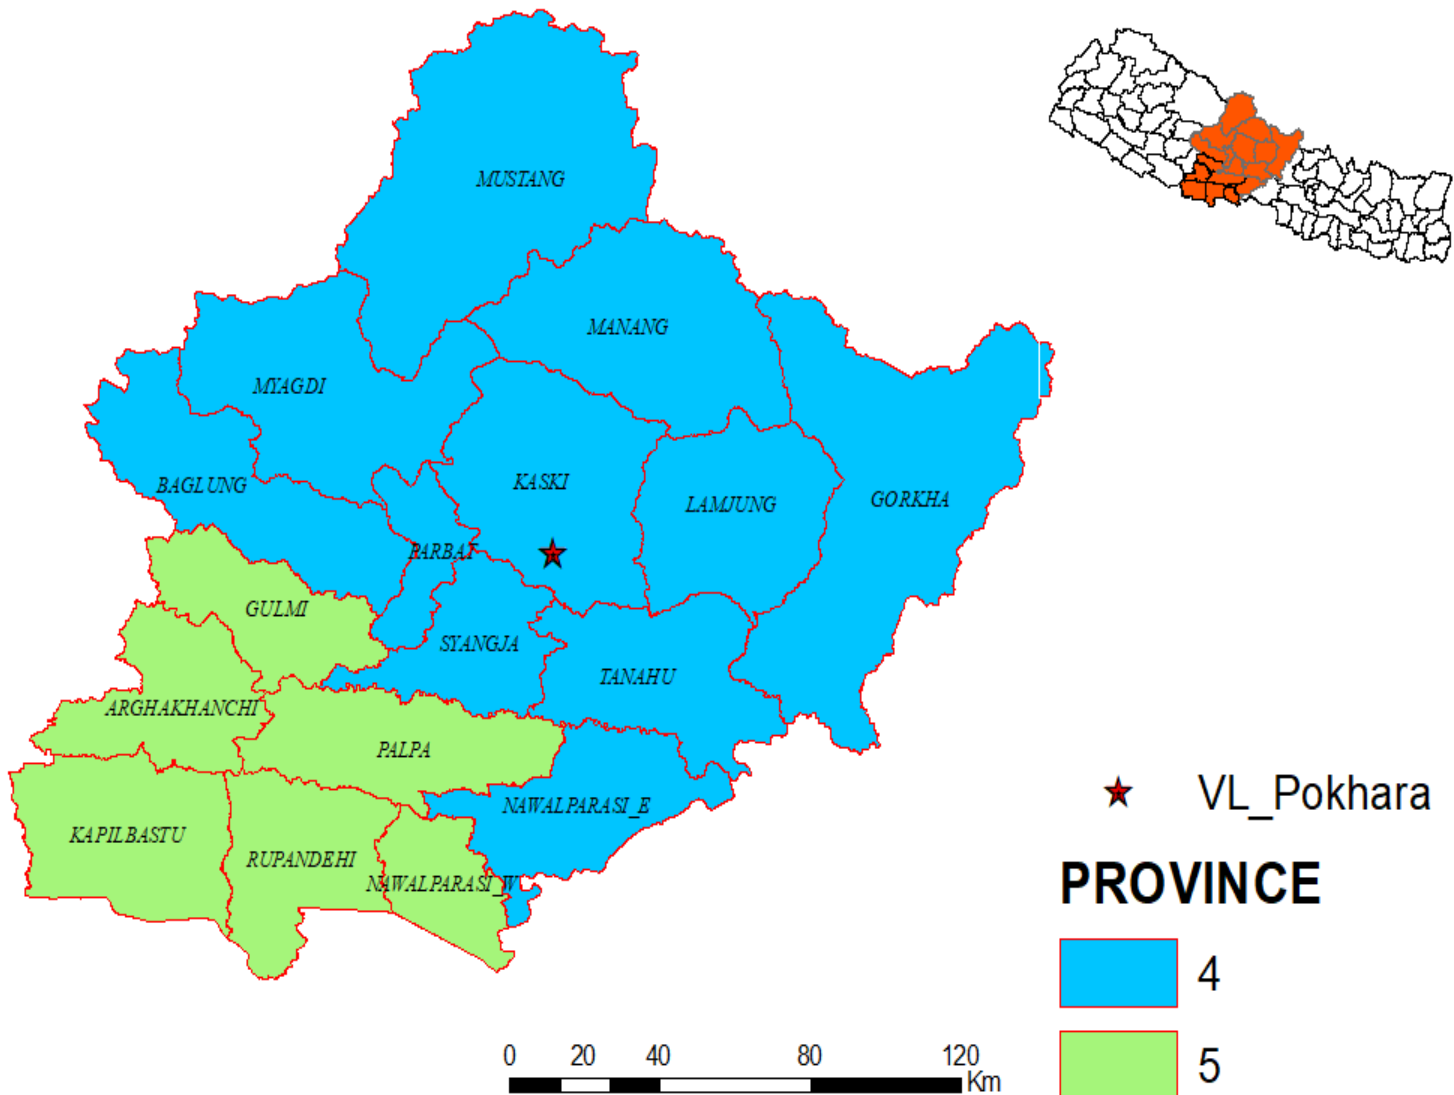 MUSTANG
MANANG
MYAGDI
BAGLUNG
KASKI
LAMJUNG
GORKHA
PARBAT
GULMI
SYANGJA
TANAHU
ARGHAKHANCHI
PALPA
NAWALPARASI_E
KAPILBASTU
RUPANDEHI
NAWALPARASI_W
VL_Pokhara
PROVINCE
4
5
0 20 40 80 120
Km